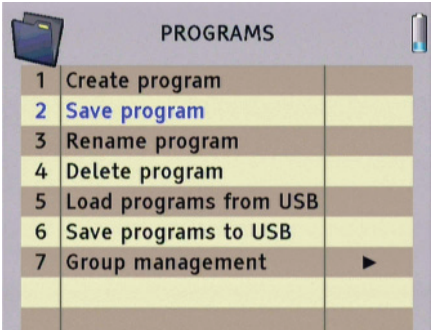 PROGRAMS
1 Create program
2 Save program
3 Rename program
4 Delete program
5 Load programs from USB
6 Save programs to USB
7 Group management ►